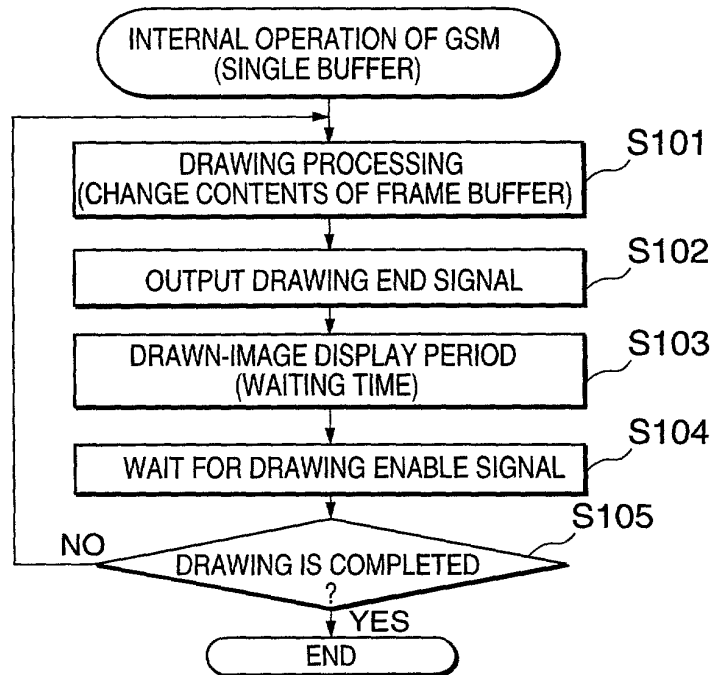 INTERNAL OPERATION OF GSM
(SINGLE BUFFER)
S101
DRAWING PROCESSING
(CHANGE CONTENTS OF FRAME BUFFER)
S102
OUTPUT DRAWING END SIGNAL
S103
DRAWN-IMAGE DISPLAY PERIOD
(WAITING TIME)
S104
WAIT FOR DRAWING ENABLE SIGNAL
S105
NO
DRAWING IS COMPLETED
?
YES
END